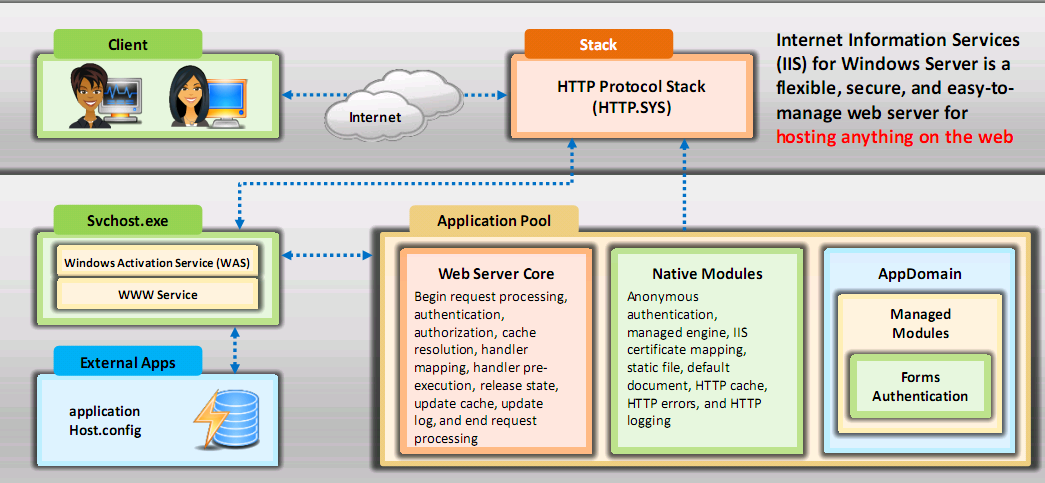 Client
Internet
Stack
HTTP Protocol Stack
(HTTP.SYS)
Internet Information Services
(IIS) for Windows Server is a
flexible, secure, and easy-to-
manage web server for
hosting anything on the web
Svchost.exe
Windows Activation Service (WAS)
WWW Service
External Apps
application
Host.config
Application Pool
Web Server Core
Begin request processing,
authentication,
authorization, cache
resolution, handler
mapping, handler pre-
execution, release state,
update cache, update
log, and end request
processing
Native Modules
Anonymous
authentication,
managed engine, IIS
certificate mapping,
static file, default
document, HTTP cache,
HTTP errors, and HTTP
logging
AppDomain
Managed
Modules
Forms
Authentication